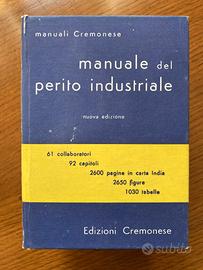 manuali Cremonese
manuale del
perito industriale
nuova edizione
61 collaboratori
92 capitoli
2600 pagine in carta India
2650 figure
1030 tabelle
Edizioni Cremonese
subito